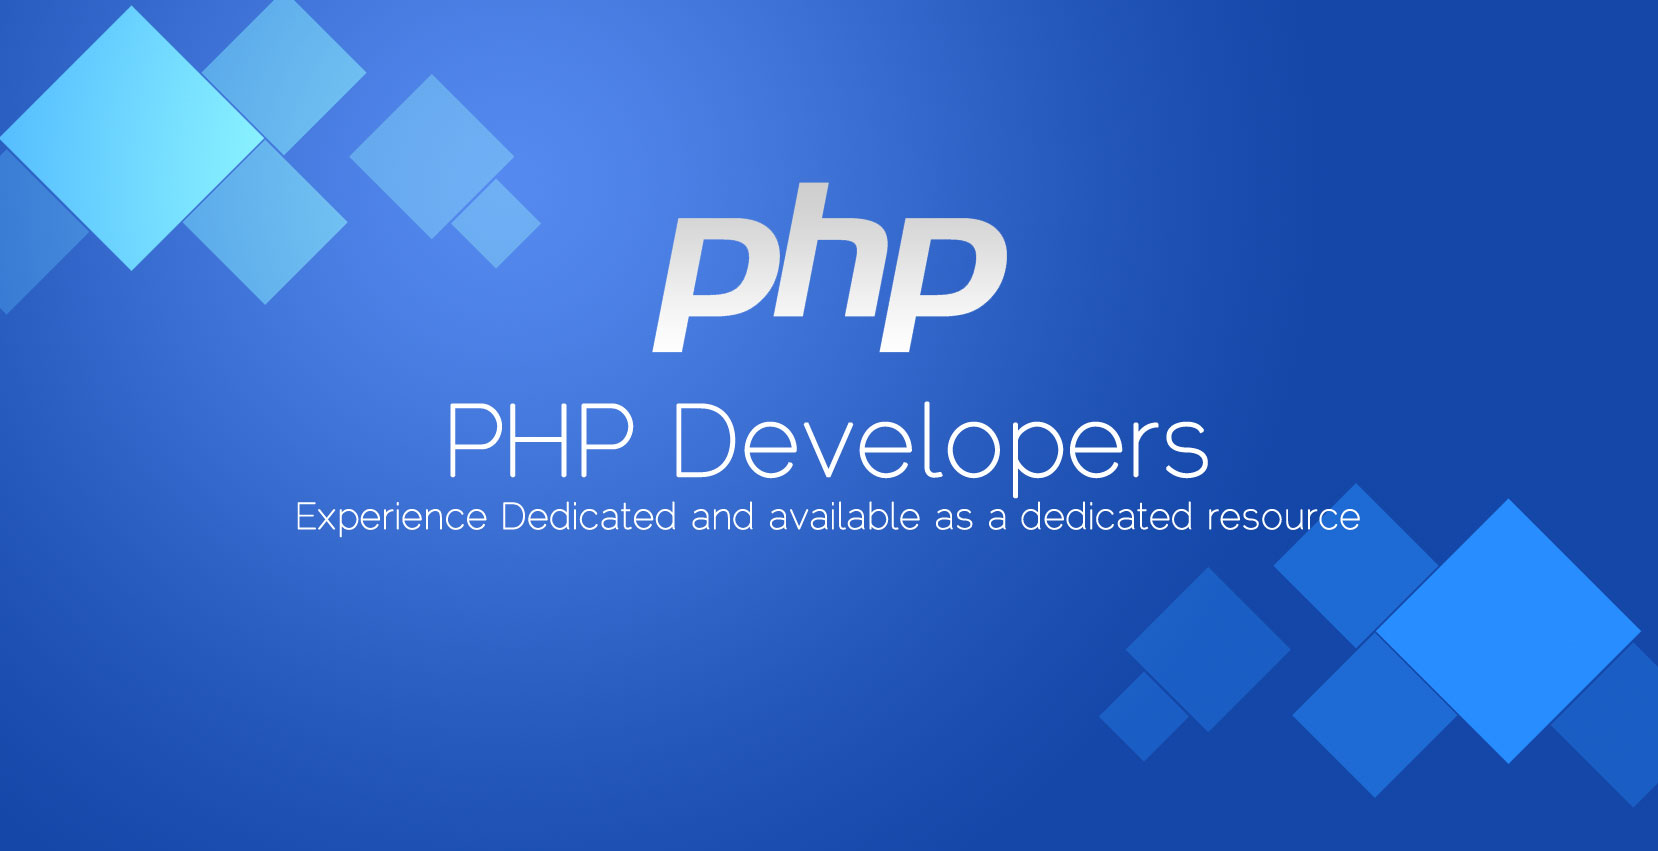 php
PHP Developers
Experience Dedicated and available as a dedicated resource